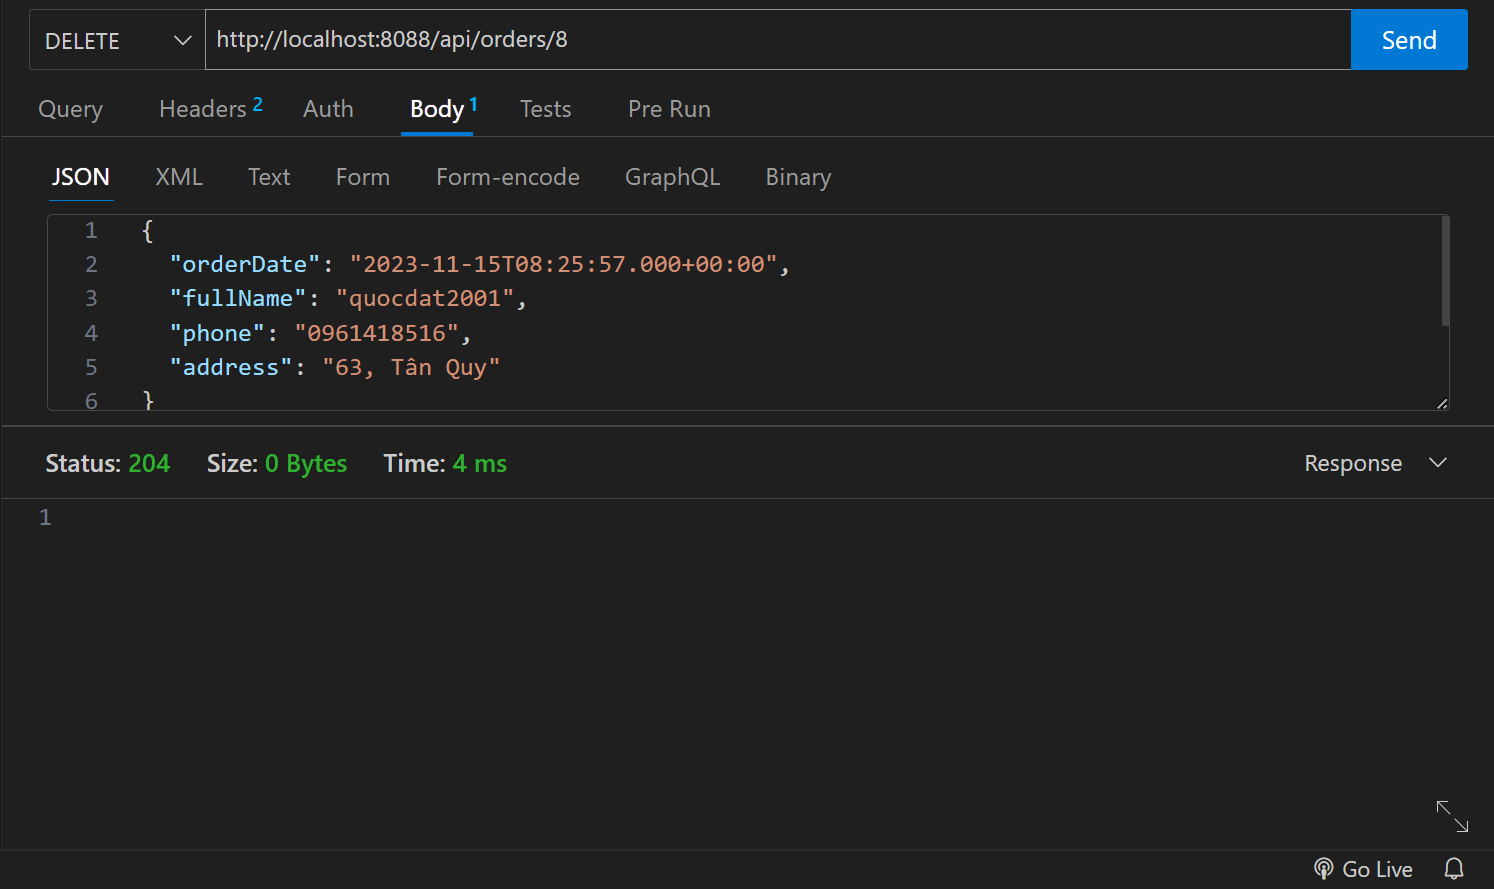 DELETE http://localhost:8088/api/orders/8 Send
Query Headers 2 Auth Body 1 Tests Pre Run
JSON XML Text Form Form-encode GraphQL Binary
1 {
2 "orderDate": "2023-11-15T08:25:57.000+00:00",
3 "fullName": "quocdat2001",
4 "phone": "0961418516",
5 "address": "63, Tân Quy"
6 }
Status: 204 Size: 0 Bytes Time: 4 ms Response
1
Go Live